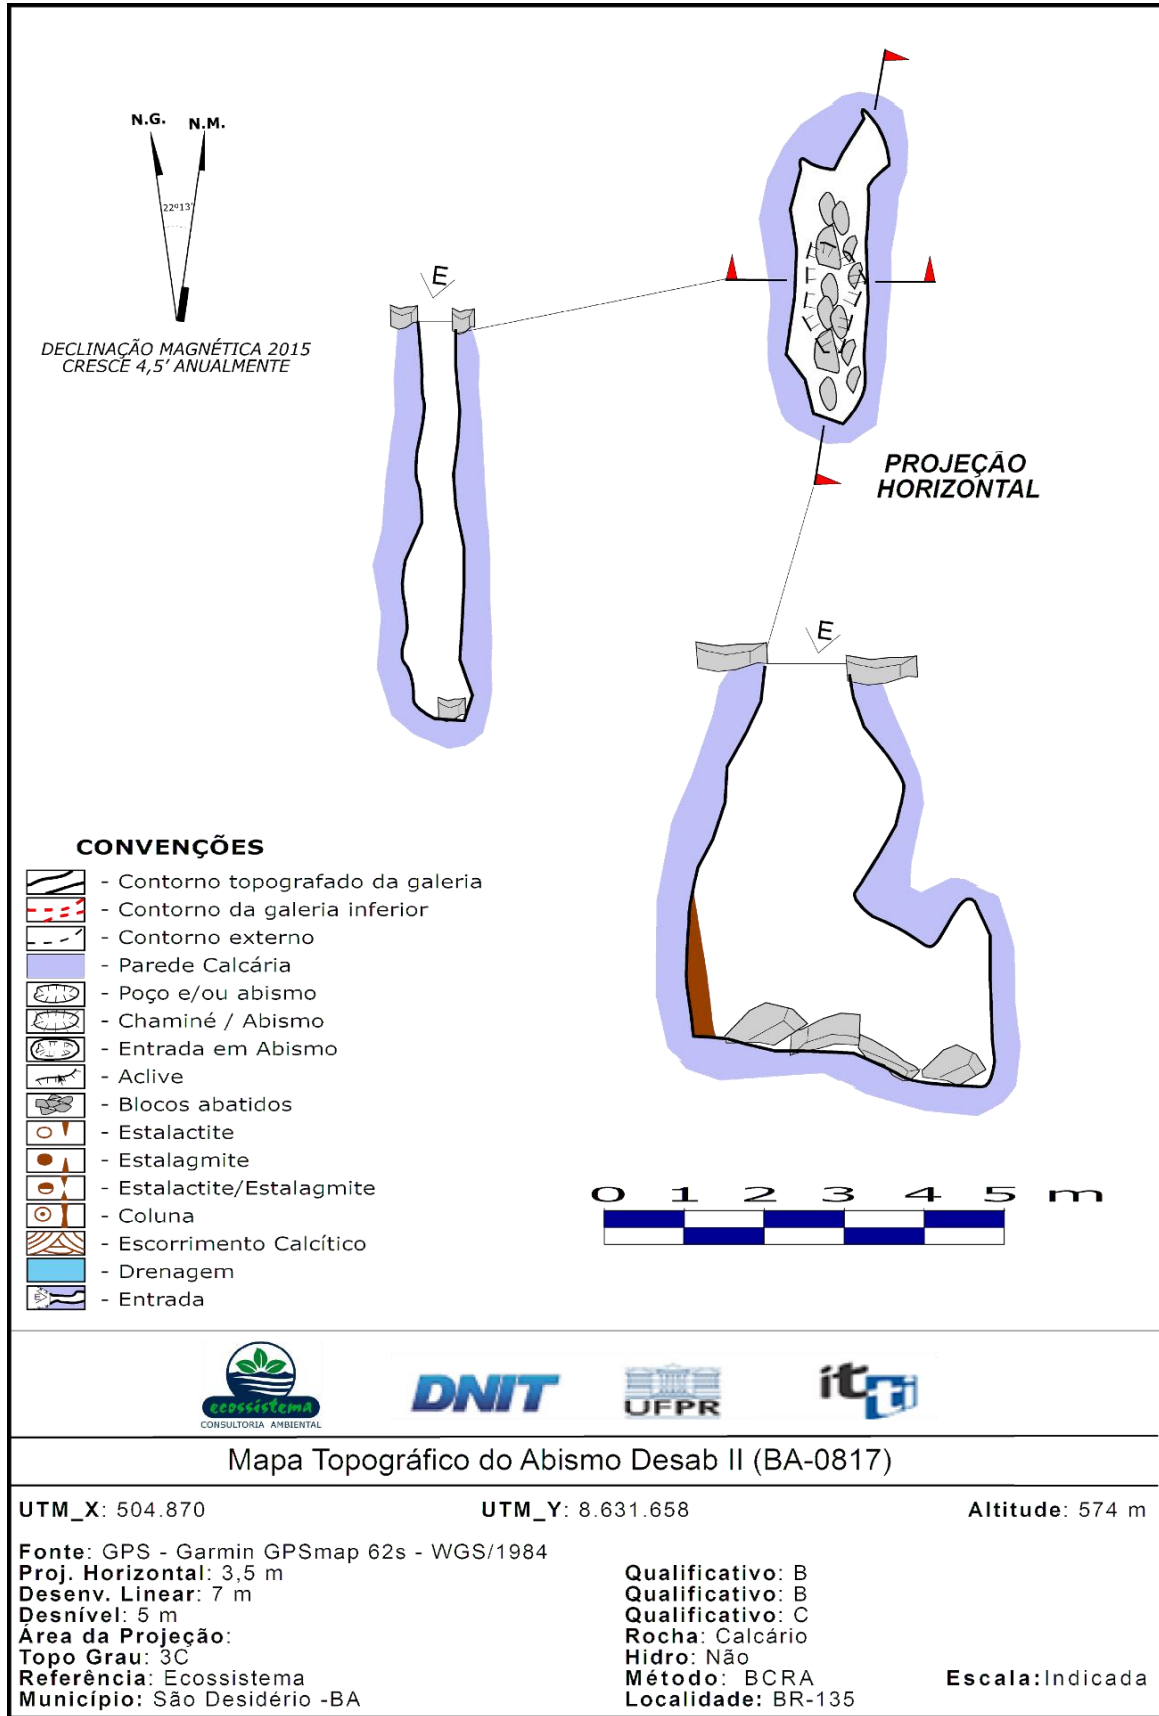 N.G. N.M.
22º13'
DECLINAÇÃO MAGNÉTICA 2015
CRESCE 4,5' ANUALMENTE
E
PROJEÇÃO
HORIZONTAL
E
CONVENÇÕES
- Contorno topografado da galeria
- Contorno da galeria inferior
- Contorno externo
- Parede Calcária
- Poço e/ou abismo
- Chaminé / Abismo
- Entrada em Abismo
- Aclive
- Blocos abatidos
- Estalactite
- Estalagmite
- Estalactite/Estalagmite
- Coluna
- Escorrimento Calcítico
- Drenagem
- Entrada
0 1 2 3 4 5 m
ecossistema
CONSULTORIA AMBIENTAL
DNIT
UFPR
itti
Mapa Topográfico do Abismo Desab II (BA-0817)
UTM_X: 504.870 UTM_Y: 8.631.658 Altitude: 574 m
Fonte: GPS - Garmin GPSmap 62s - WGS/1984
Proj. Horizontal: 3,5 m Qualificativo: B
Desenv. Linear: 7 m Qualificativo: B
Desnível: 5 m Qualificativo: C
Área da Projeção: Rocha: Calcário
Topo Grau: 3C Hidro: Não
Referência: Ecossistema Método: BCRA Escala:Indicada
Município: São Desidério -BA Localidade: BR-135